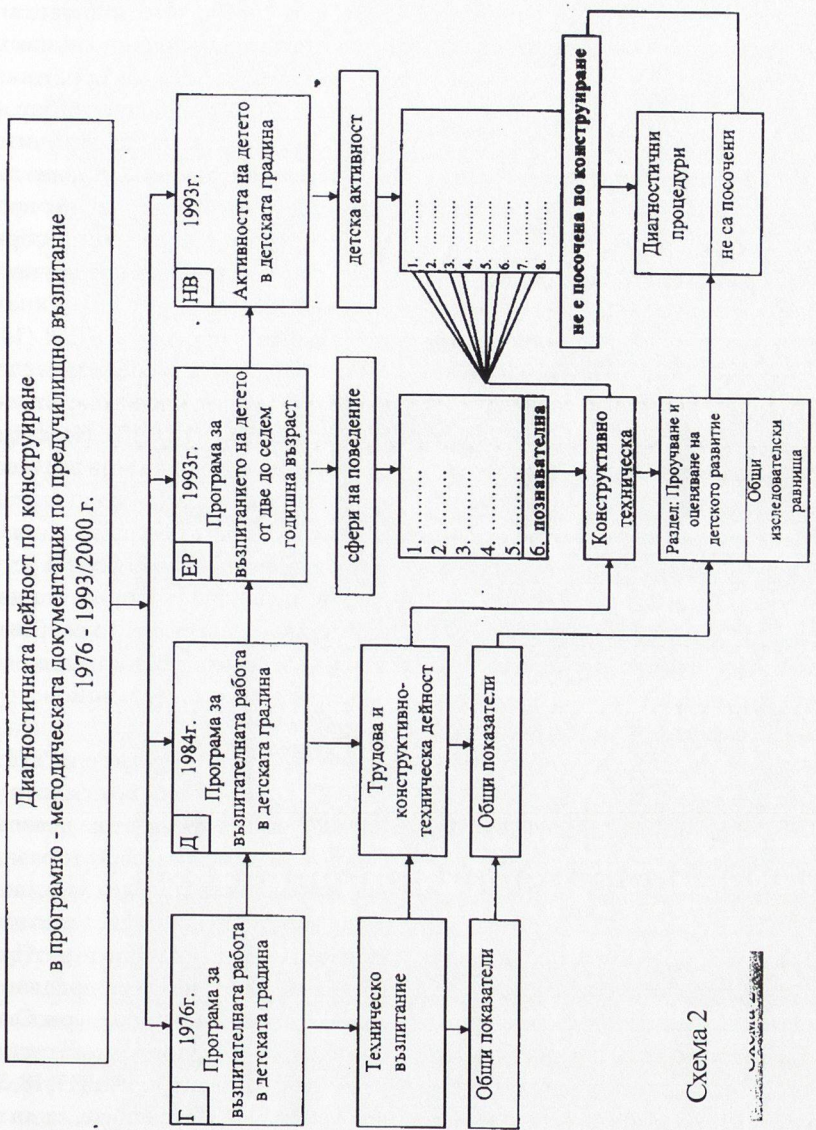 Диагностичната дейност по конструиране
в програмно - методическата документация по предучилищно възпитание
1976 - 1993/2000 г.
Г
1976г.
Програма за
възпитателната работа
в детската градина
Д
1984г.
Програма за
възпитателната работа
в детската градина
ЕР
1993г.
Програма за
възпитанието на детето
от две до седем
годишна възраст
НВ
1993г.
Активността на детето
в детската градина
Техническо
възпитание
Трудова и
конструктивно-
техническа дейност
сфери на поведение
детска активност
1. ..........
2. ..........
3. ..........
4. ..........
5. ..........
6. познавателна
1. ..........
2. ..........
3. ..........
4. ..........
5. ..........
6. ..........
7. ..........
8. ..........
не е посочена по конструиране
Конструктивно
техническа
Общи показатели
Общи показатели
Раздел: Проучване и
оценяване на
детското развитие
Общи
изследователски
равнища
Диагностични
процедури
не са посочени
Схема 2